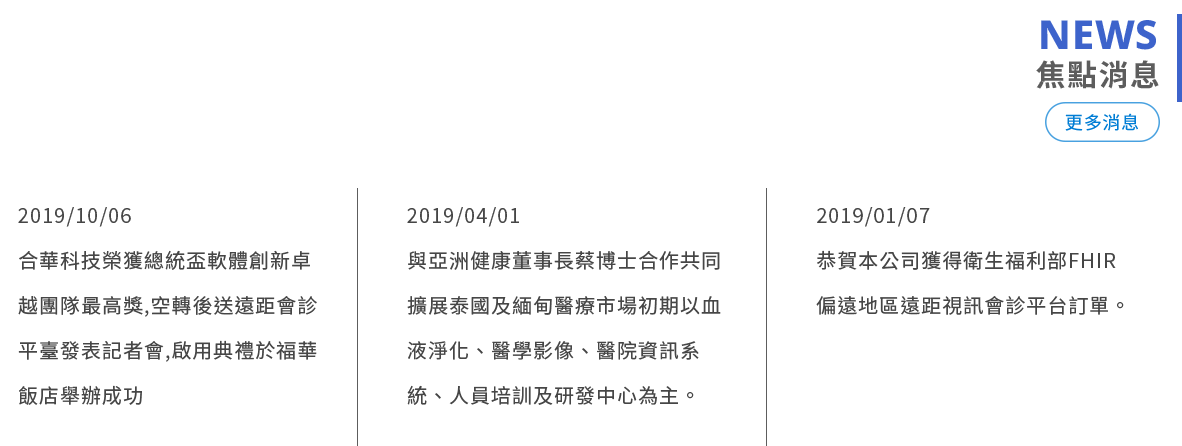 NEWS
焦點消息
更多消息
2019/10/06
合華科技榮獲總統盃軟體創新卓
越團隊最高獎,空轉後送遠距會診
平臺發表記者會,啟用典禮於福華
飯店舉辦成功
2019/04/01
與亞洲健康董事長蔡博士合作共同
擴展泰國及緬甸醫療市場初期以血
液淨化、醫學影像、醫院資訊系
統、人員培訓及研發中心為主。
2019/01/07
恭賀本公司獲得衛生福利部FHIR
偏遠地區遠距視訊會診平台訂單。